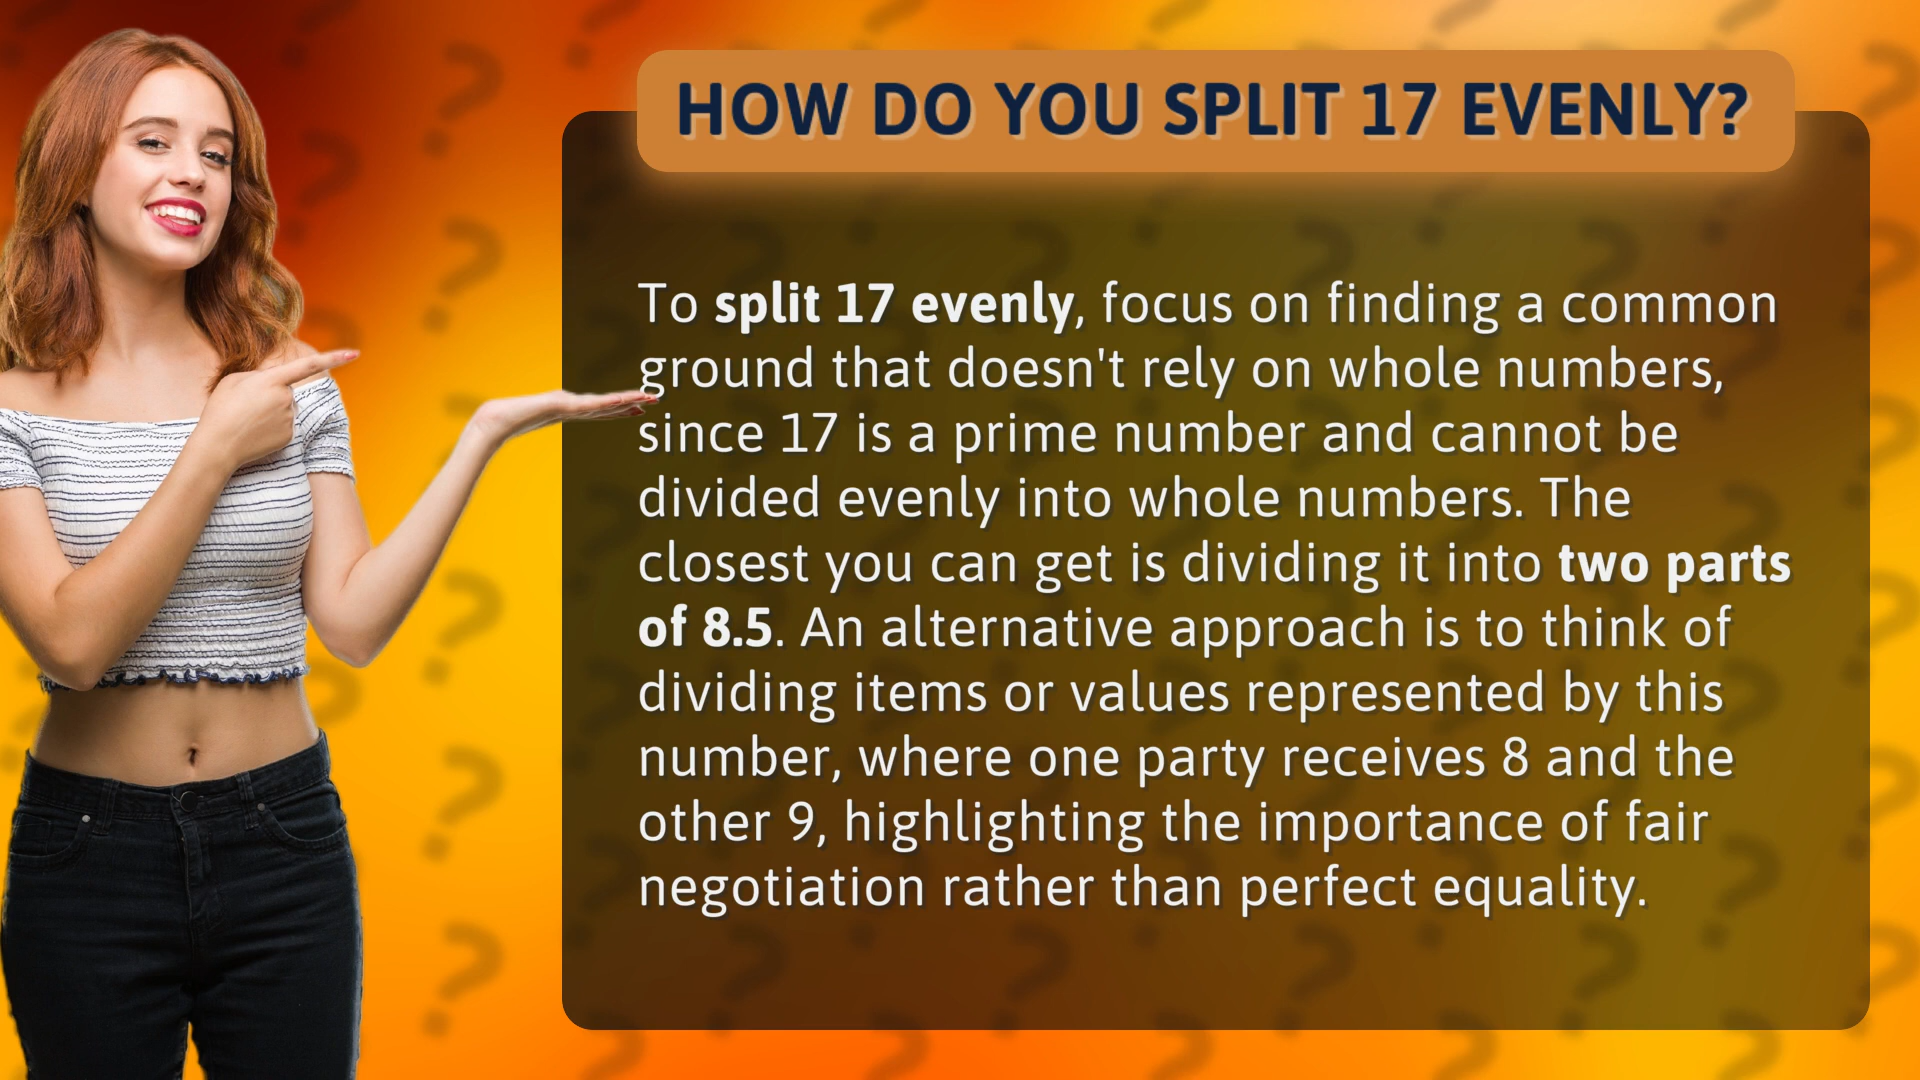 HOW DO YOU SPLIT 17 EVENLY?
To split 17 evenly, focus on finding a common
ground that doesn't rely on whole numbers,
since 17 is a prime number and cannot be
divided evenly into whole numbers. The
closest you can get is dividing it into two parts
of 8.5. An alternative approach is to think of
dividing items or values represented by this
number, where one party receives 8 and the
other 9, highlighting the importance of fair
negotiation rather than perfect equality.